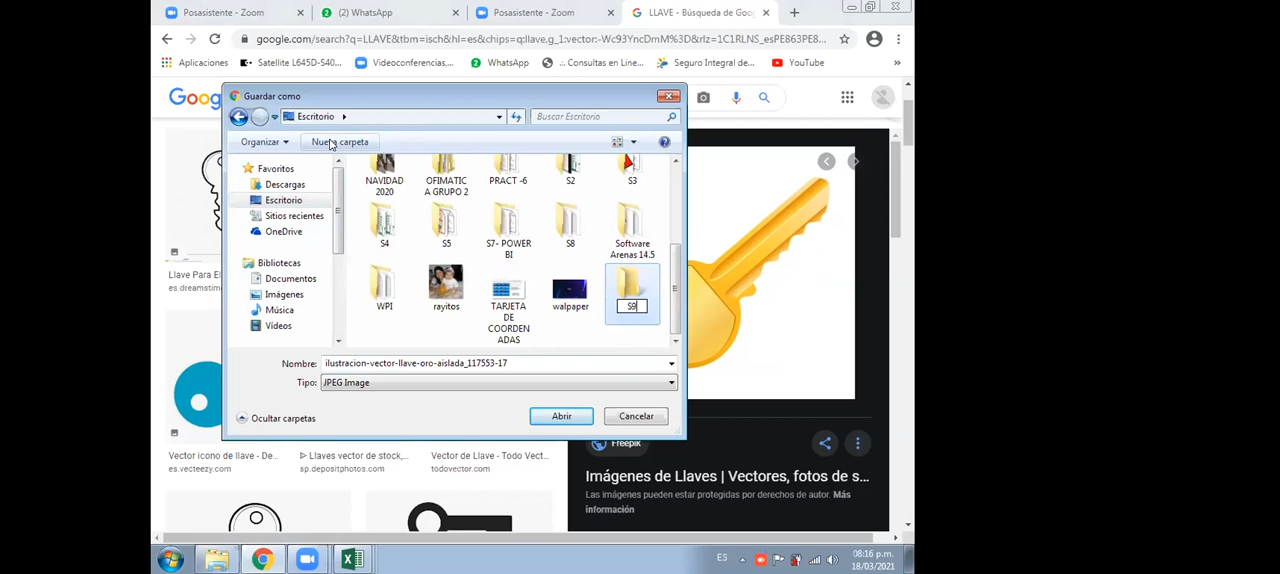 Posasistente - Zoom
(2) WhatsApp
Posasistente - Zoom
LLAVE - Búsqueda de Goo
google.com/search?q=LLAVE&tbm=isch&hl=es&chips=q:llave,g_1:vector:-Wc93YncDmM%3D&rlz=1C1RLNS_esPE863PE8...
Aplicaciones
Satellite L645D-S40...
Videoconferencias,...
WhatsApp
.:. Consultas en Line...
Seguro Integral de...
YouTube
»
Goo
Guardar como
Escritorio
Buscar Escritorio
Organizar
Nueva carpeta
Favoritos
Descargas
Escritorio
Sitios recientes
OneDrive
Bibliotecas
Documentos
Imágenes
Música
Vídeos
NAVIDAD
2020
OFIMATIC
A GRUPO 2
PRACT -6
S2
S3
S4
S5
S7- POWER
BI
S8
Software
Arenas 14.5
WPI
rayitos
TARJETA
DE
COORDEN
ADAS
walpaper
S9
Nombre:
ilustracion-vector-llave-oro-aislada_117553-17
Tipo:
JPEG Image
Ocultar carpetas
Abrir
Cancelar
Llave Para El
es.dreamstime
Vector icono de llave - De...
es.vecteezy.com
Llaves vector de stock,...
sp.depositphotos.com
Vector de Llave - Todo Vect...
todovector.com
Freepik
Imágenes de Llaves | Vectores, fotos de s...
Las imágenes pueden estar protegidas por derechos de autor. Más
información
ES
08:16 p.m.
18/03/2021